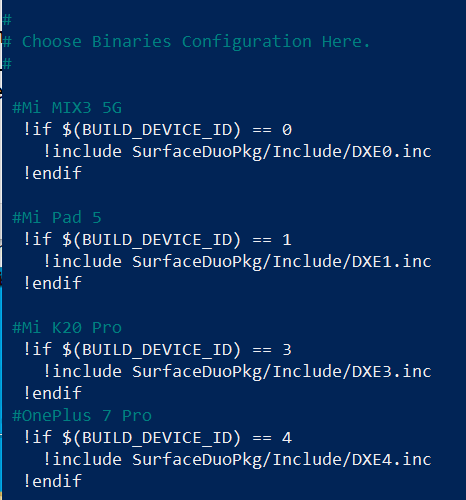 #
# Choose Binaries Configuration Here.
#
#Mi MIX3 5G
!if $(BUILD_DEVICE_ID) == 0
!include SurfaceDuoPkg/Include/DXE0.inc
!endif
#Mi Pad 5
!if $(BUILD_DEVICE_ID) == 1
!include SurfaceDuoPkg/Include/DXE1.inc
!endif
#Mi K20 Pro
!if $(BUILD_DEVICE_ID) == 3
!include SurfaceDuoPkg/Include/DXE3.inc
!endif
#OnePlus 7 Pro
!if $(BUILD_DEVICE_ID) == 4
!include SurfaceDuoPkg/Include/DXE4.inc
!endif